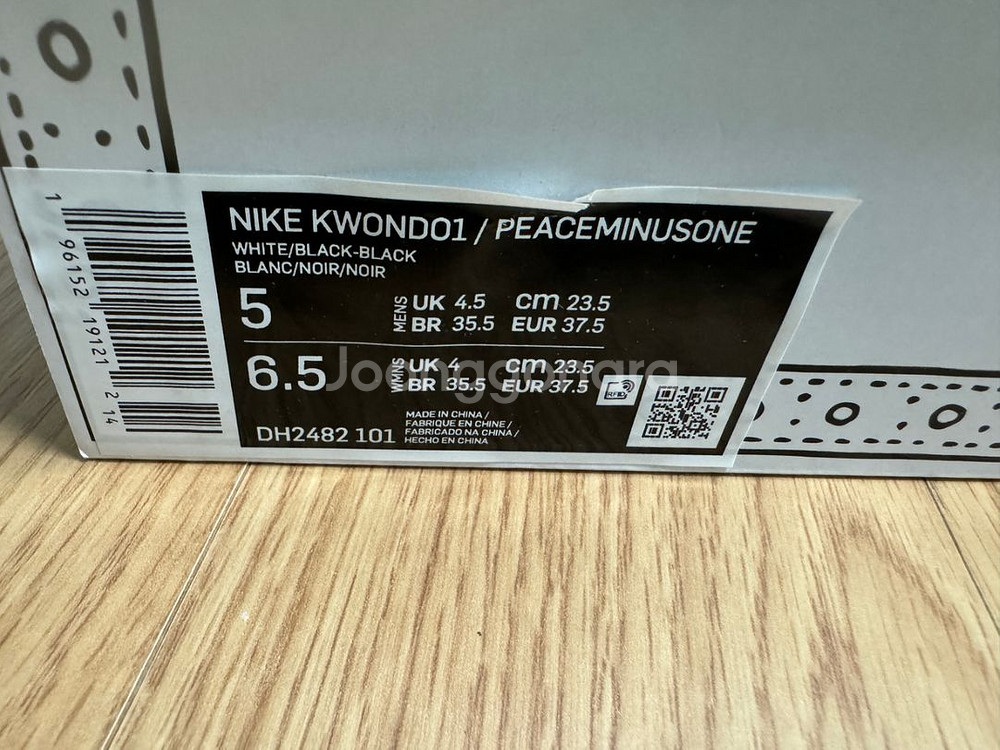 1 96152 19121 2 14
NIKE KWONDO1 / PEACEMINUSONE
WHITE/BLACK-BLACK
BLANC/NOIR/NOIR
5
MENS
UK 4.5 cm 23.5
BR 35.5 EUR 37.5
6.5
WMNS
UK 4 cm 23.5
BR 35.5 EUR 37.5
RFID
Joonggonara
DH2482 101
MADE IN CHINA /
FABRIQUE EN CHINE /
FABRICADO NA CHINA /
HECHO EN CHINA